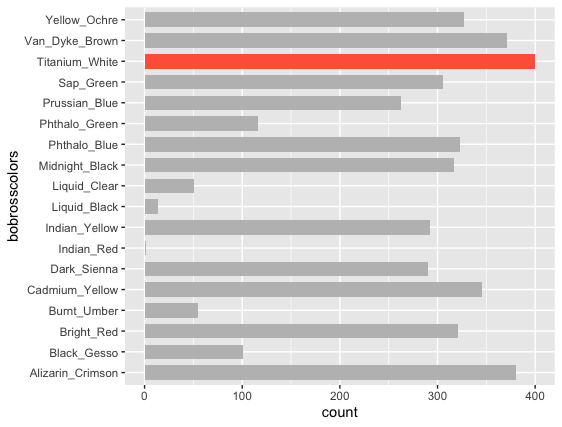 Yellow_Ochre
Van_Dyke_Brown
Titanium_White
Sap_Green
Prussian_Blue
Phthalo_Green
Phthalo_Blue
Midnight_Black
Liquid_Clear
Liquid_Black
Indian_Yellow
Indian_Red
Dark_Sienna
Cadmium_Yellow
Burnt_Umber
Bright_Red
Black_Gesso
Alizarin_Crimson
bobrosscolors
0 100 200 300 400
count